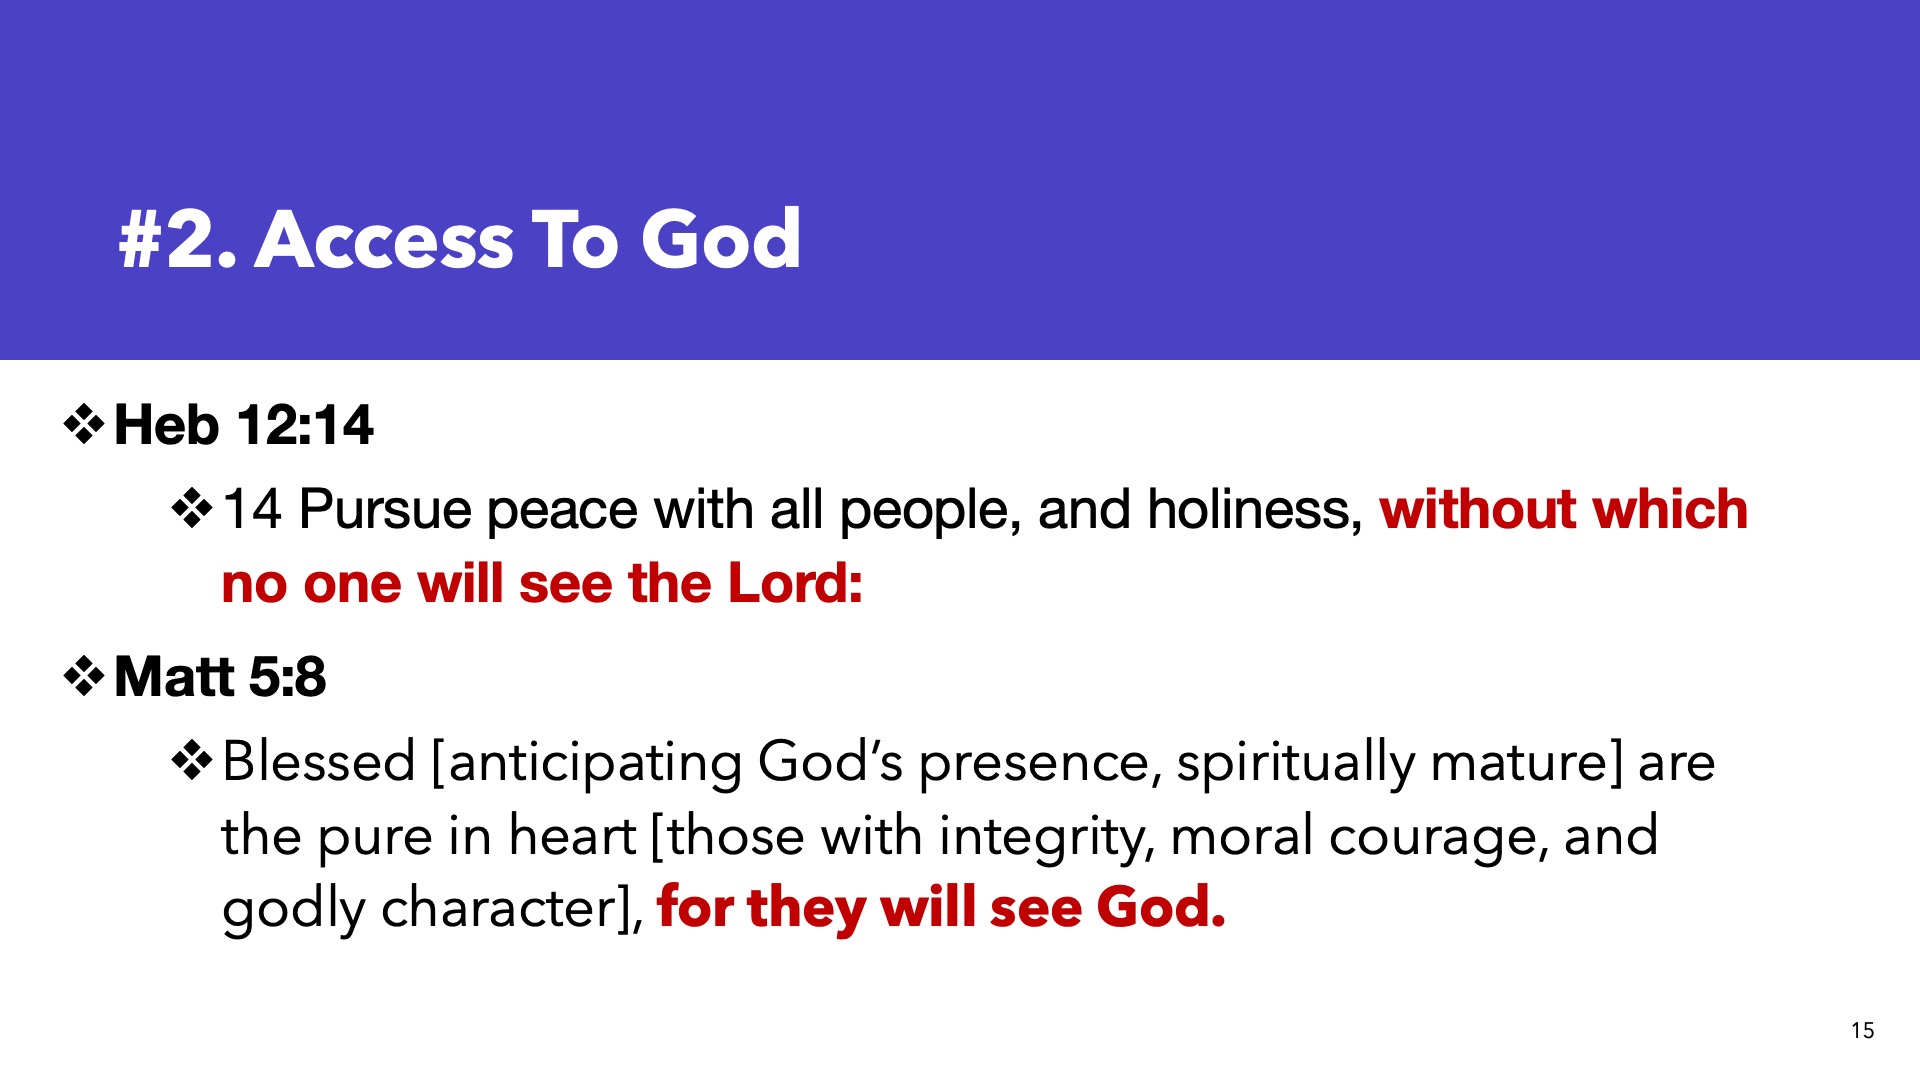 #2. Access To God
❖Heb 12:14
❖14 Pursue peace with all people, and holiness, without which
no one will see the Lord:
❖Matt 5:8
❖Blessed [anticipating God’s presence, spiritually mature] are
the pure in heart [those with integrity, moral courage, and
godly character], for they will see God.
15